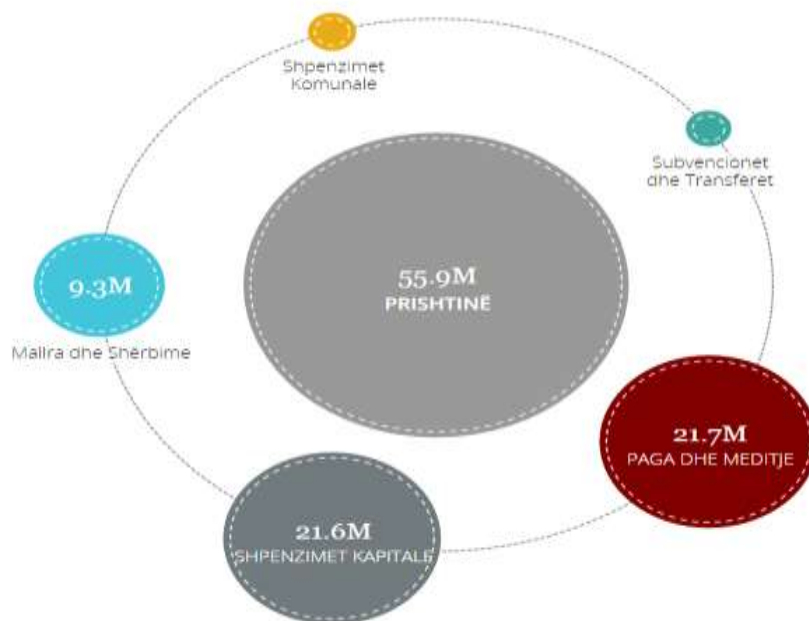 Shpenzimet
Komunale
Subvencionet
dhe Transferet
55.9M
PRISHTINË
9.3M
Mallra dhe Shërbime
21.7M
PAGA DHE MEDITJE
21.6M
SHPENZIMET KAPITALE